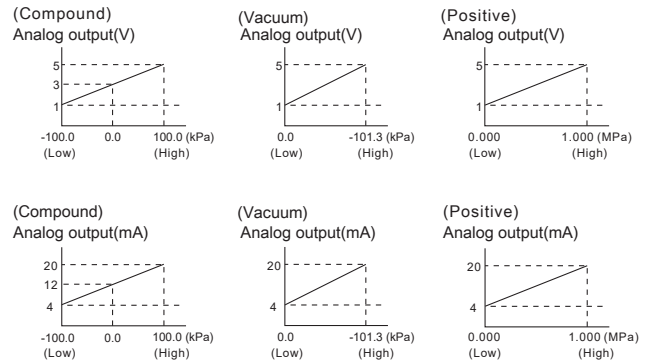 (Compound)
Analog output(V)
5
3
1
-100.0 0.0 100.0 (kPa)
(Low) (High)
(Vacuum)
Analog output(V)
5
1
0.0 -101.3 (kPa)
(Low) (High)
(Positive)
Analog output(V)
5
1
0.000 1.000 (MPa)
(Low) (High)
(Compound)
Analog output(mA)
20
12
4
-100.0 0.0 100.0 (kPa)
(Low) (High)
(Vacuum)
Analog output(mA)
20
4
0.0 -101.3 (kPa)
(Low) (High)
(Positive)
Analog output(mA)
20
4
0.000 1.000 (MPa)
(Low) (High)